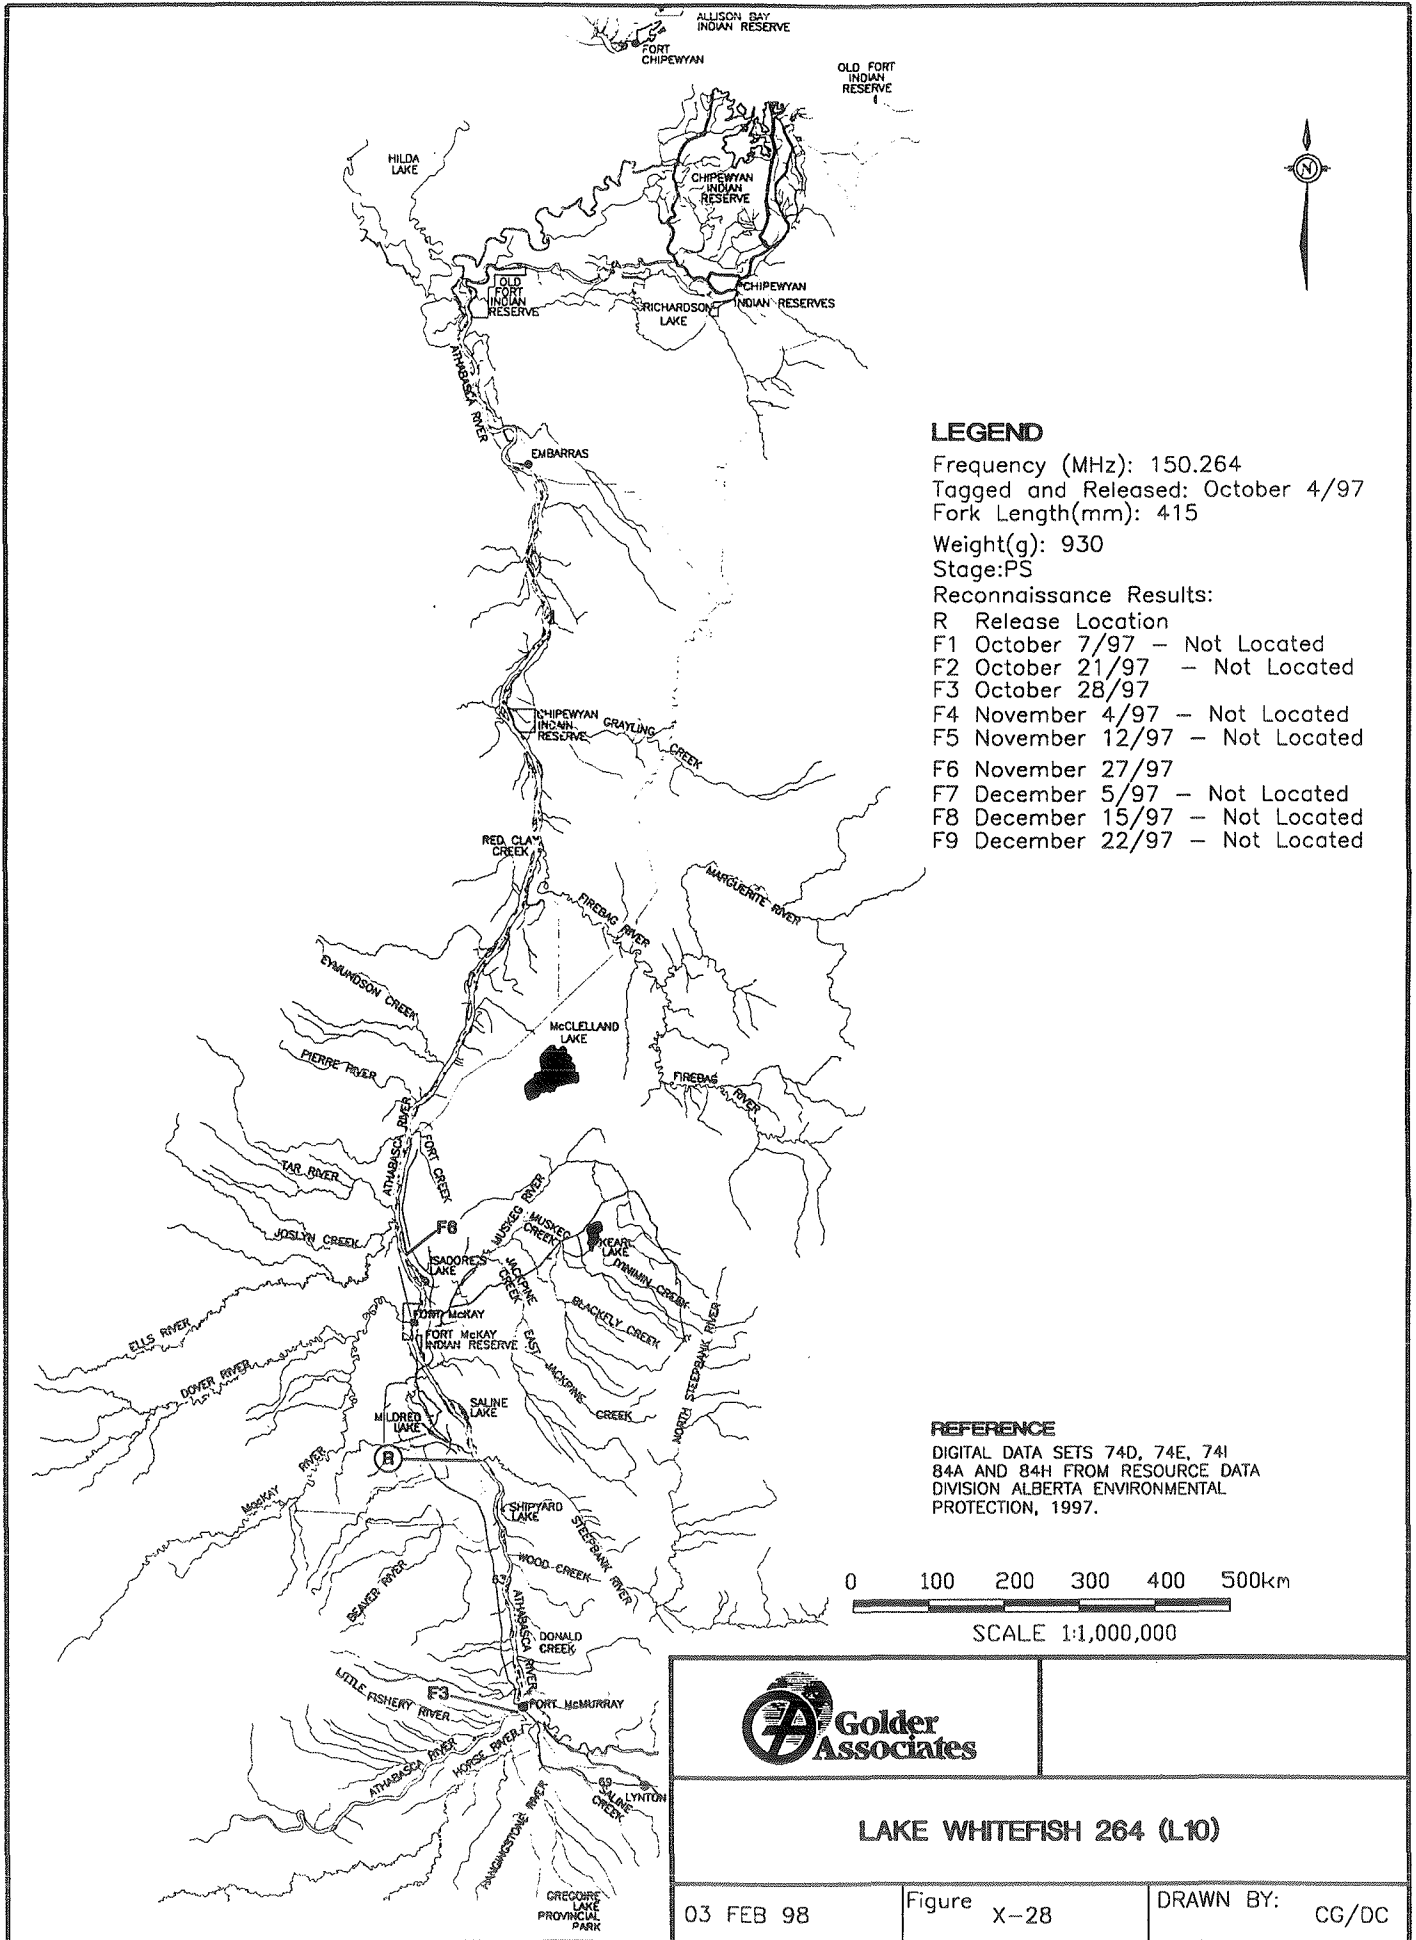 ALLISON BAY
INDIAN RESERVE
FORT
CHIPEWYAN
OLD FORT
INDIAN
RESERVE
HILDA
LAKE
CHIPEWYAN
INDIAN
RESERVE
N
OLD
FORT
INDIAN
RESERVE
CHIPEWYAN
INDIAN RESERVES
RICHARDSON
LAKE
ATHABASCA RIVER
EMBARRAS
LEGEND
Frequency (MHz): 150.264
Tagged and Released: October 4/97
Fork Length(mm): 415
Weight(g): 930
Stage:PS
Reconnaissance Results:
R Release Location
F1 October 7/97 – Not Located
F2 October 21/97 – Not Located
F3 October 28/97
F4 November 4/97 – Not Located
F5 November 12/97 – Not Located
F6 November 27/97
F7 December 5/97 – Not Located
F8 December 15/97 – Not Located
F9 December 22/97 – Not Located
CHIPEWYAN
INDAIN
RESERVE
GRAYLING
CREEK
RED CLAY
CREEK
MARGUERITE RIVER
FIREBAG RIVER
EYMUNDSON CREEK
McCLELLAND
LAKE
PIERRE RIVER
FIREBAG RIVER
ATHABASCA RIVER
FORT CREEK
TAR RIVER
MUSKEG RIVER
MUSKEG
CREEK
F6
JOSLYN CREEK
KEARL
LAKE
ISADORE'S
LAKE
JACKPINE
CREEK
IYINIMIN CREEK
BLACKFLY CREEK
FORT McKAY
FORT McKAY
INDIAN RESERVE
ELLS RIVER
EAST
JACKPINE
CREEK
NORTH STEEPBANK RIVER
DOVER RIVER
SALINE
LAKE
MILDRED
LAKE
R
MacKAY RIVER
SHIPYARD
LAKE
STEEPBANK RIVER
WOOD CREEK
BEAVER RIVER
63
ATHABASCA RIVER
DONALD
CREEK
REFERENCE
DIGITAL DATA SETS 74D, 74E, 74I
84A AND 84H FROM RESOURCE DATA
DIVISION ALBERTA ENVIRONMENTAL
PROTECTION, 1997.
0 100 200 300 400 500km
SCALE 1:1,000,000
LITTLE FISHERY RIVER
F3
FORT McMURRAY
ATHABASCA RIVER
HORSE RIVER
69
SALINE
CREEK
LYNTON
HANGINGSTONE RIVER
GREGOIRE
LAKE
PROVINCIAL
PARK
Golder
Associates
LAKE WHITEFISH 264 (L10)
03 FEB 98
Figure X-28
DRAWN BY: CG/DC